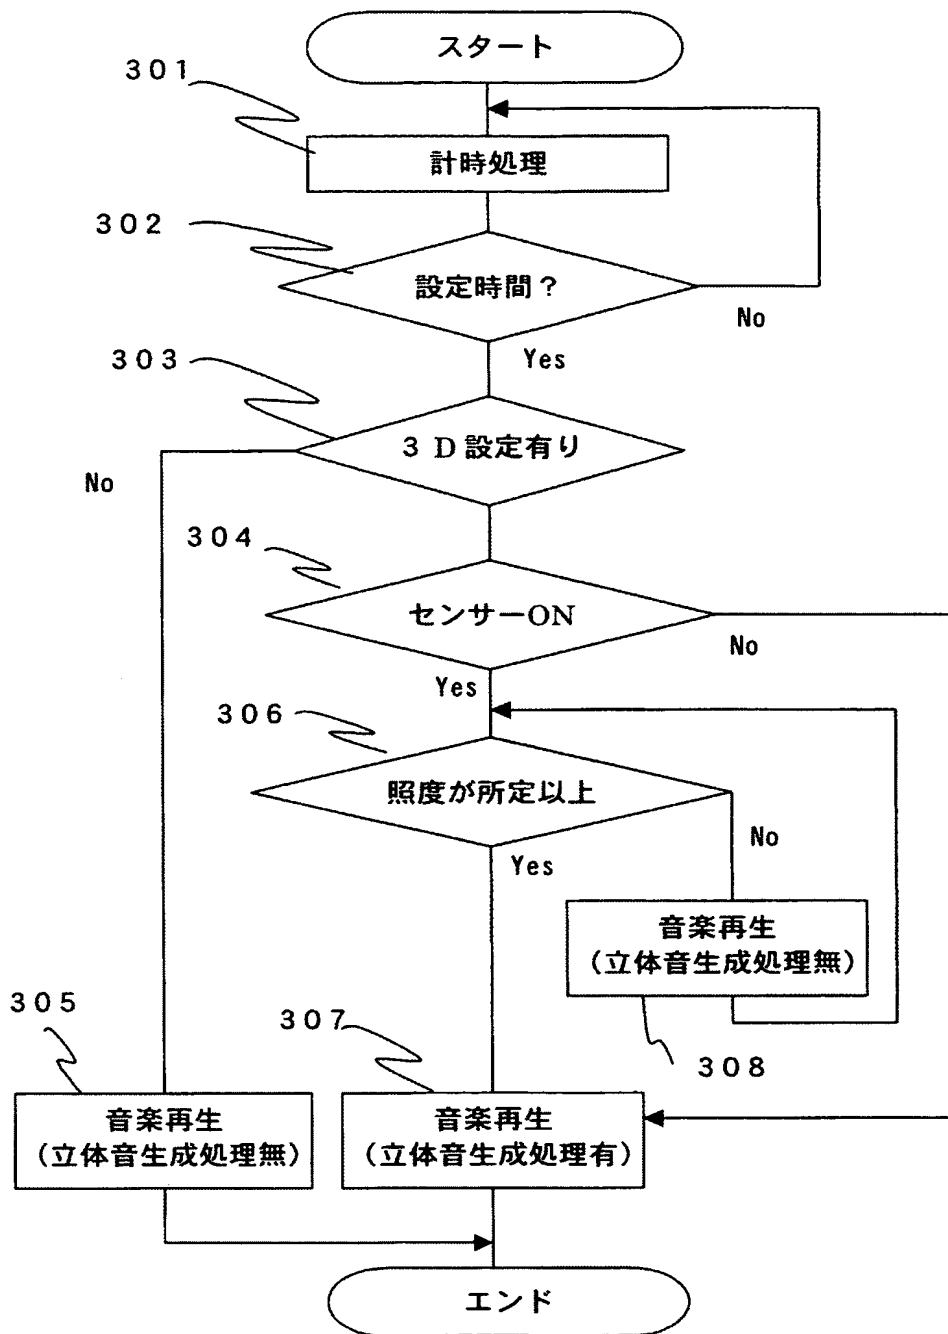 スタート
301
計時処理
302
設定時間？
No
Yes
303
３Ｄ設定有り
No
304
センサーON
No
Yes
306
照度が所定以上
No
Yes
音楽再生
（立体音生成処理無）
305
307
308
音楽再生
（立体音生成処理無）
音楽再生
（立体音生成処理有）
エンド